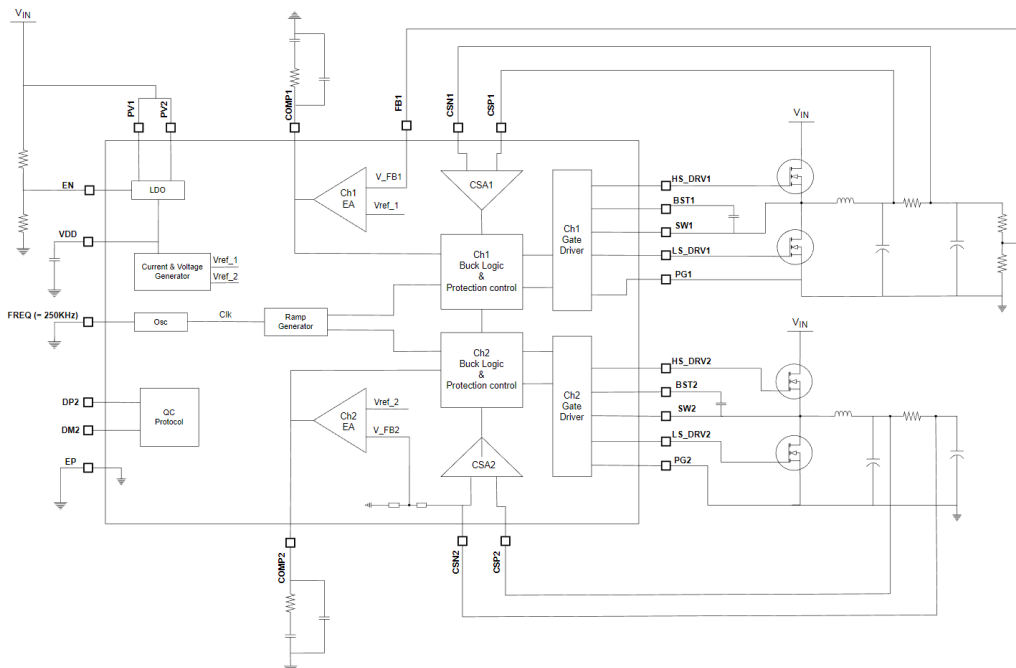 VIN
PV1
PV2
COMP1
FB1
CSN1
CSP1
VIN
EN
LDO
V_FB1
Ch1
EA
Vref_1
CSA1
Ch1
Gate
Driver
HS_DRV1
BST1
SW1
LS_DRV1
PG1
VDD
Current & Voltage
Generator
Vref_1
Vref_2
Ch1
Buck Logic
&
Protection control
FREQ (= 250KHz)
Osc
Clk
Ramp
Generator
VIN
Ch2
Buck Logic
&
Protection control
Ch2
Gate
Driver
HS_DRV2
BST2
SW2
LS_DRV2
PG2
DP2
DM2
QC
Protocol
EP
Ch2
EA
Vref_2
V_FB2
CSA2
COMP2
CSN2
CSP2